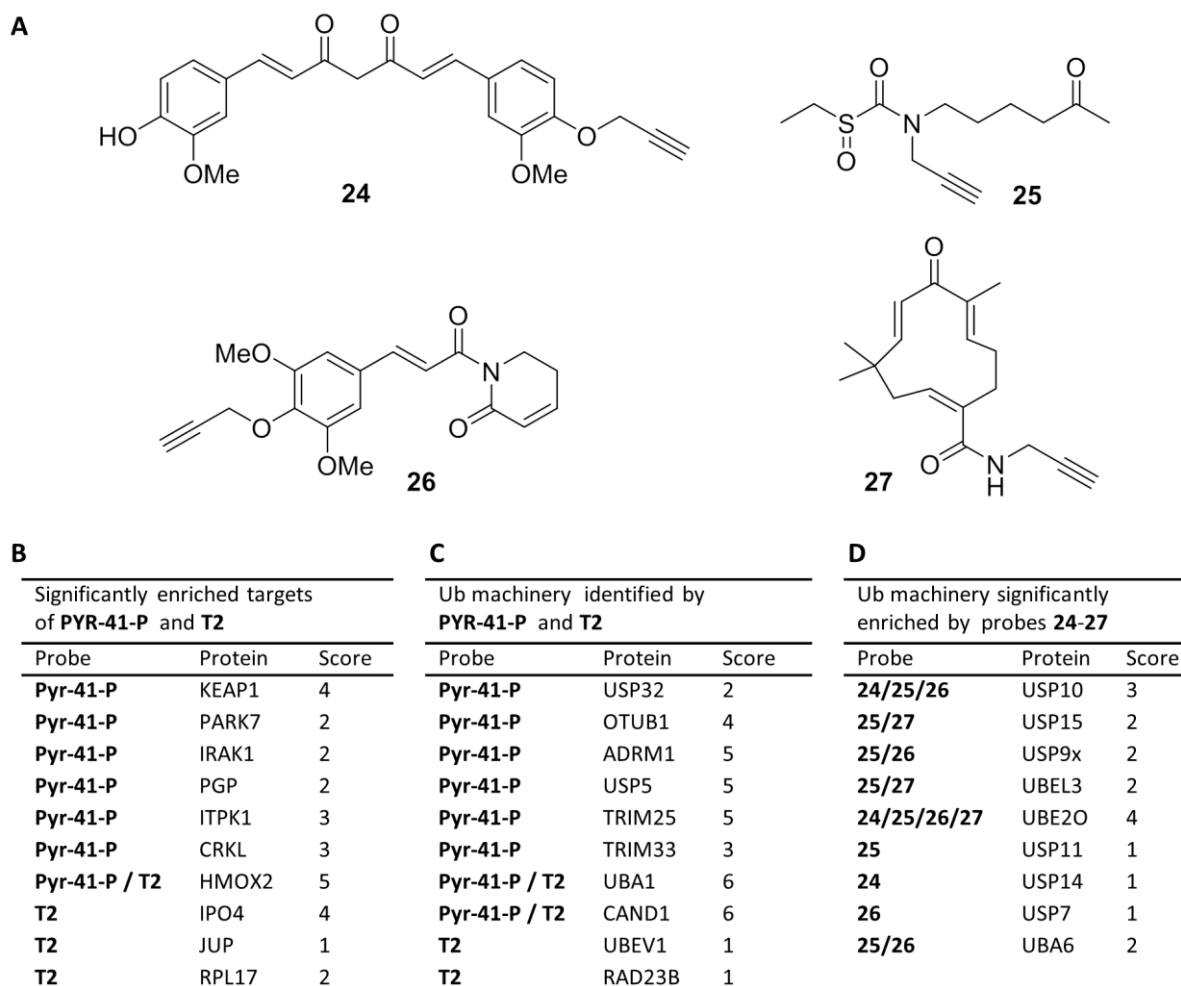 A
O
O
HO
OMe
O
OMe
24
O
O
S
N
O
25
O
MeO
N
O
O
OMe
26
O
O
N
H
27
B
Significantly enriched targets
of PYR-41-P and T2
Probe Protein Score
Pyr-41-P KEAP1 4
Pyr-41-P PARK7 2
Pyr-41-P IRAK1 2
Pyr-41-P PGP 2
Pyr-41-P ITPK1 3
Pyr-41-P CRKL 3
Pyr-41-P / T2 HMOX2 5
T2 IPO4 4
T2 JUP 1
T2 RPL17 2
C
Ub machinery identified by
PYR-41-P and T2
Probe Protein Score
Pyr-41-P USP32 2
Pyr-41-P OTUB1 4
Pyr-41-P ADRM1 5
Pyr-41-P USP5 5
Pyr-41-P TRIM25 5
Pyr-41-P TRIM33 3
Pyr-41-P / T2 UBA1 6
Pyr-41-P / T2 CAND1 6
T2 UBEV1 1
T2 RAD23B 1
D
Ub machinery significantly
enriched by probes 24-27
Probe Protein Score
24/25/26 USP10 3
25/27 USP15 2
25/26 USP9x 2
25/27 UBEL3 2
24/25/26/27 UBE2O 4
25 USP11 1
24 USP14 1
26 USP7 1
25/26 UBA6 2